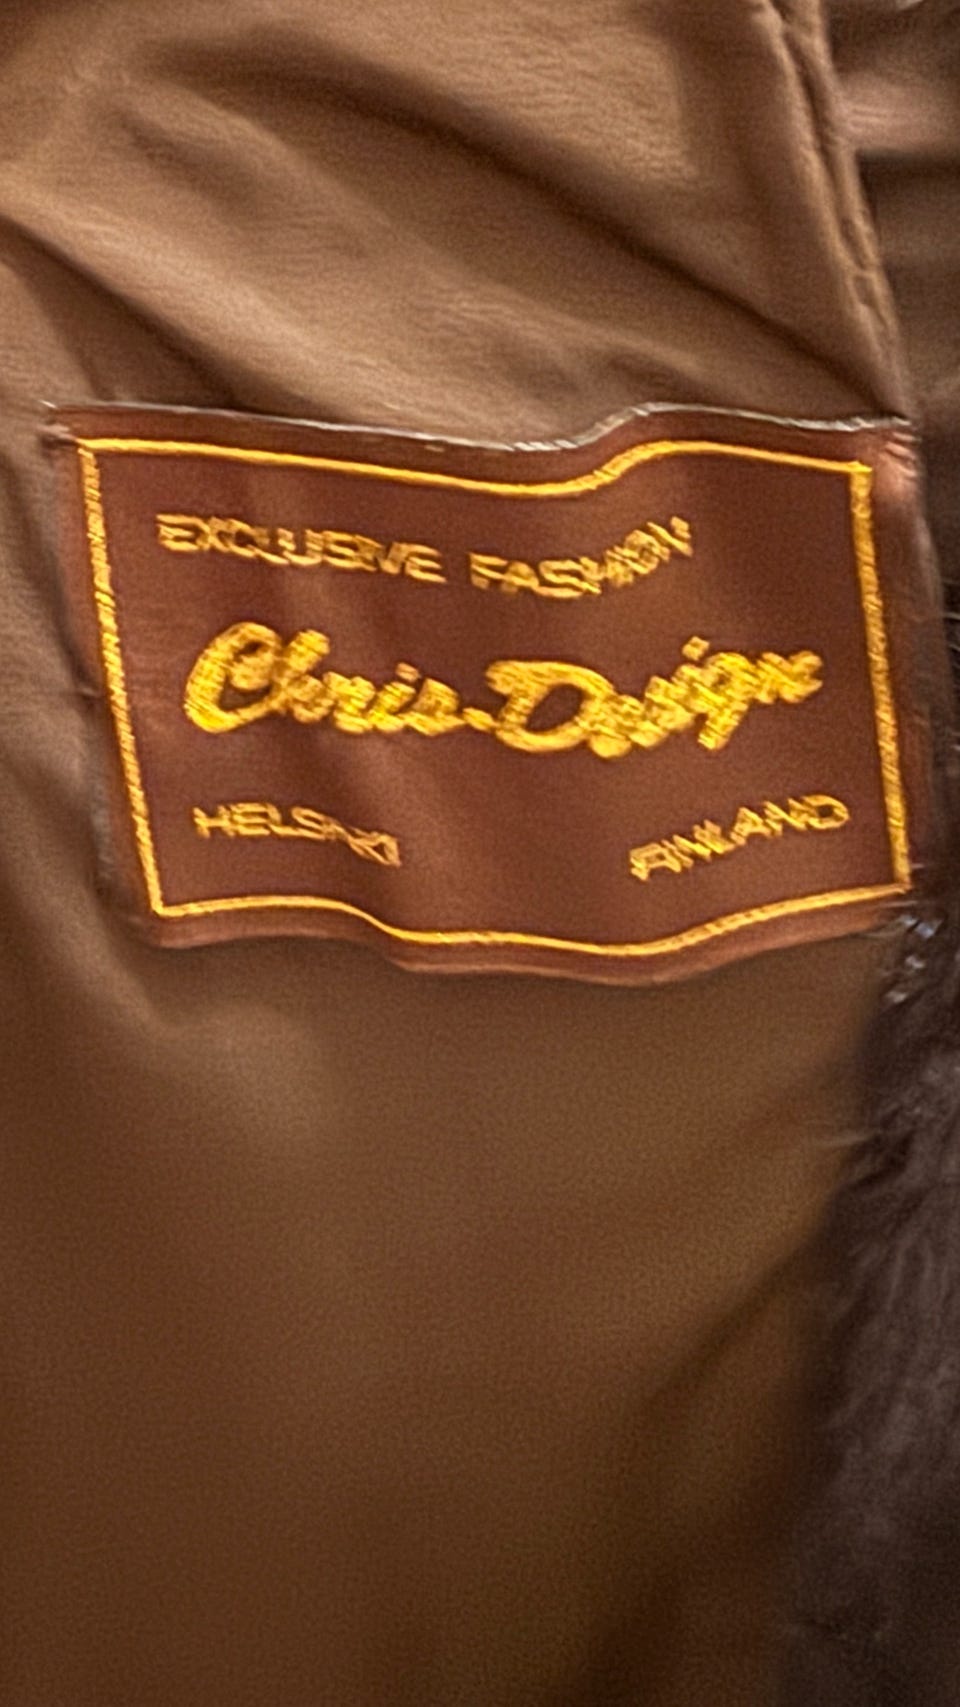 EXCLUSIVE FASHION
Chris-Design
HELSINKI FINLAND